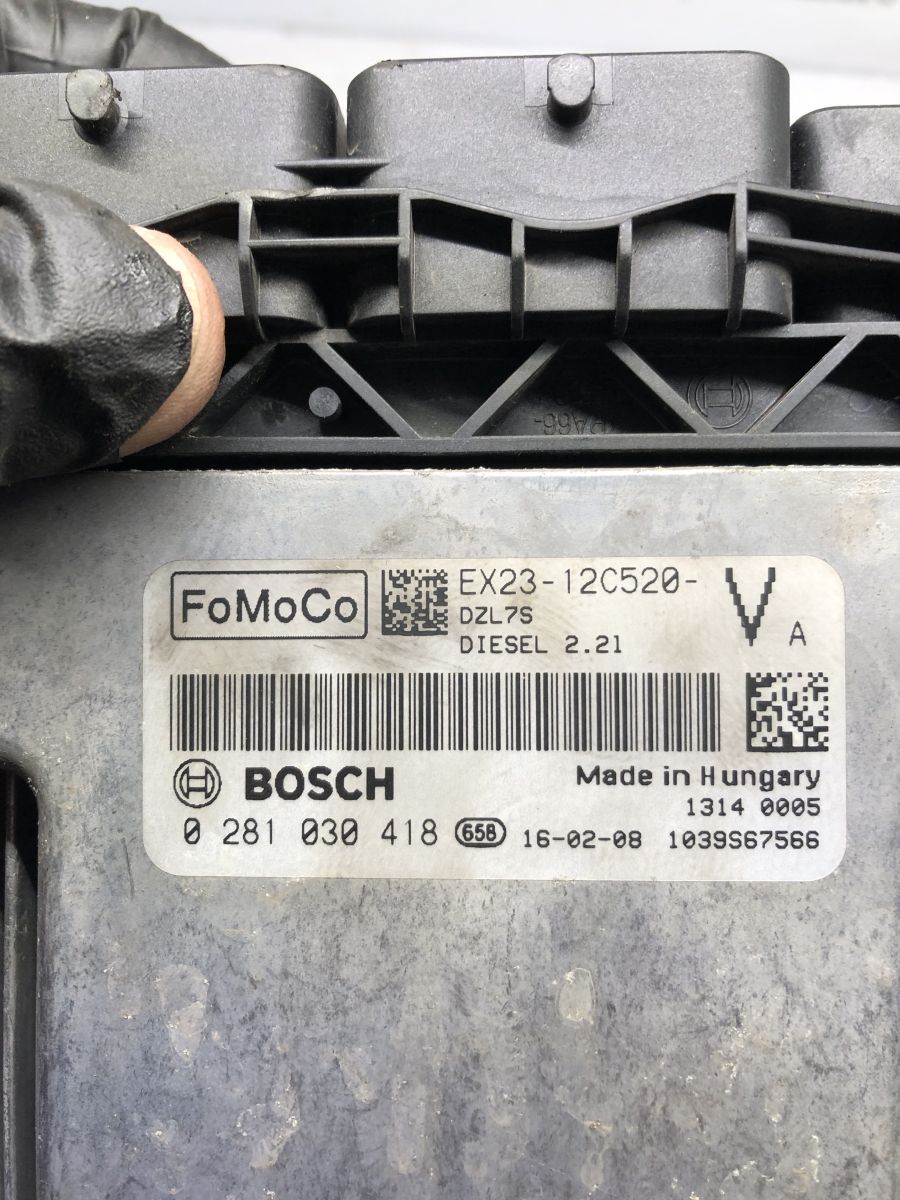 FoMoCo
EX23-12C520-
V A
DZL7S
DIESEL 2.2l
BOSCH
Made in Hungary
1314 0005
0 281 030 418 658 16-02-08 1039S67566